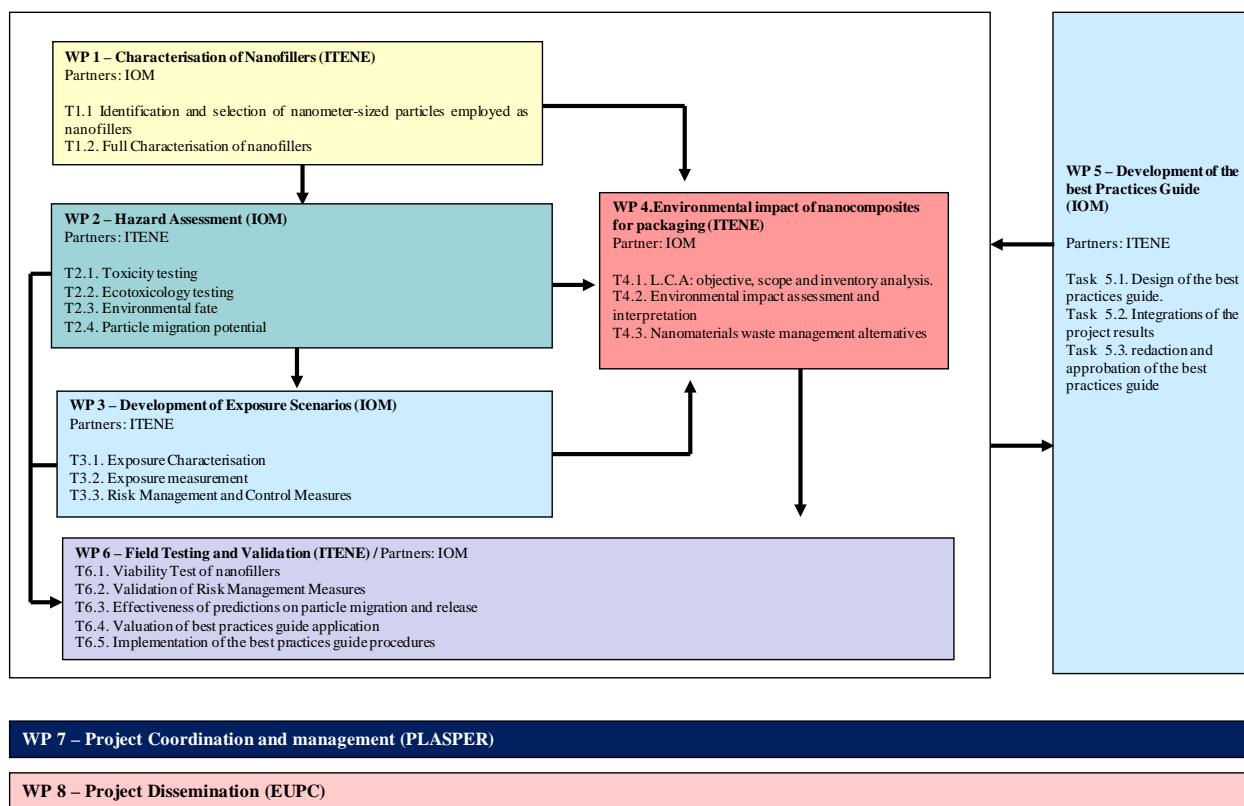 WP 1 – Characterisation of Nanofillers (ITENE)
Partners: IOM
T1.1 Identification and selection of nanometer-sized particles employed as
nanofillers
T1.2. Full Characterisation of nanofillers
WP 2 – Hazard Assessment (IOM)
Partners: ITENE
T2.1. Toxicity testing
T2.2. Ecotoxicology testing
T2.3. Environmental fate
T2.4. Particle migration potential
WP 3 – Development of Exposure Scenarios (IOM)
Partners: ITENE
T3.1. Exposure Characterisation
T3.2. Exposure measurement
T3.3. Risk Management and Control Measures
WP 4. Environmental impact of nanocomposites
for packaging (ITENE)
Partner: IOM
T4.1. L.C.A: objective, scope and inventory analysis.
T4.2. Environmental impact assessment and
interpretation
T4.3. Nanomaterials waste management alternatives
WP 6 – Field Testing and Validation (ITENE) / Partners: IOM
T6.1. Viability Test of nanofillers
T6.2. Validation of Risk Management Measures
T6.3. Effectiveness of predictions on particle migration and release
T6.4. Valuation of best practices guide application
T6.5. Implementation of the best practices guide procedures
WP 5 – Development of the
best Practices Guide
(IOM)
Partners: ITENE
Task 5.1. Design of the best
practices guide.
Task 5.2. Integrations of the
project results
Task 5.3. redaction and
approbation of the best
practices guide
WP 7 – Project Coordination and management (PLASPER)
WP 8 – Project Dissemination (EUPC)